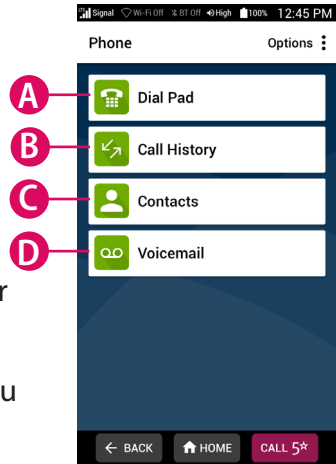 LTE Signal Wi-Fi Off BT Off High 100% 12:45 PM
Phone Options
A Dial Pad
B Call History
C Contacts
D Voicemail
r
u
BACK HOME CALL 5☆